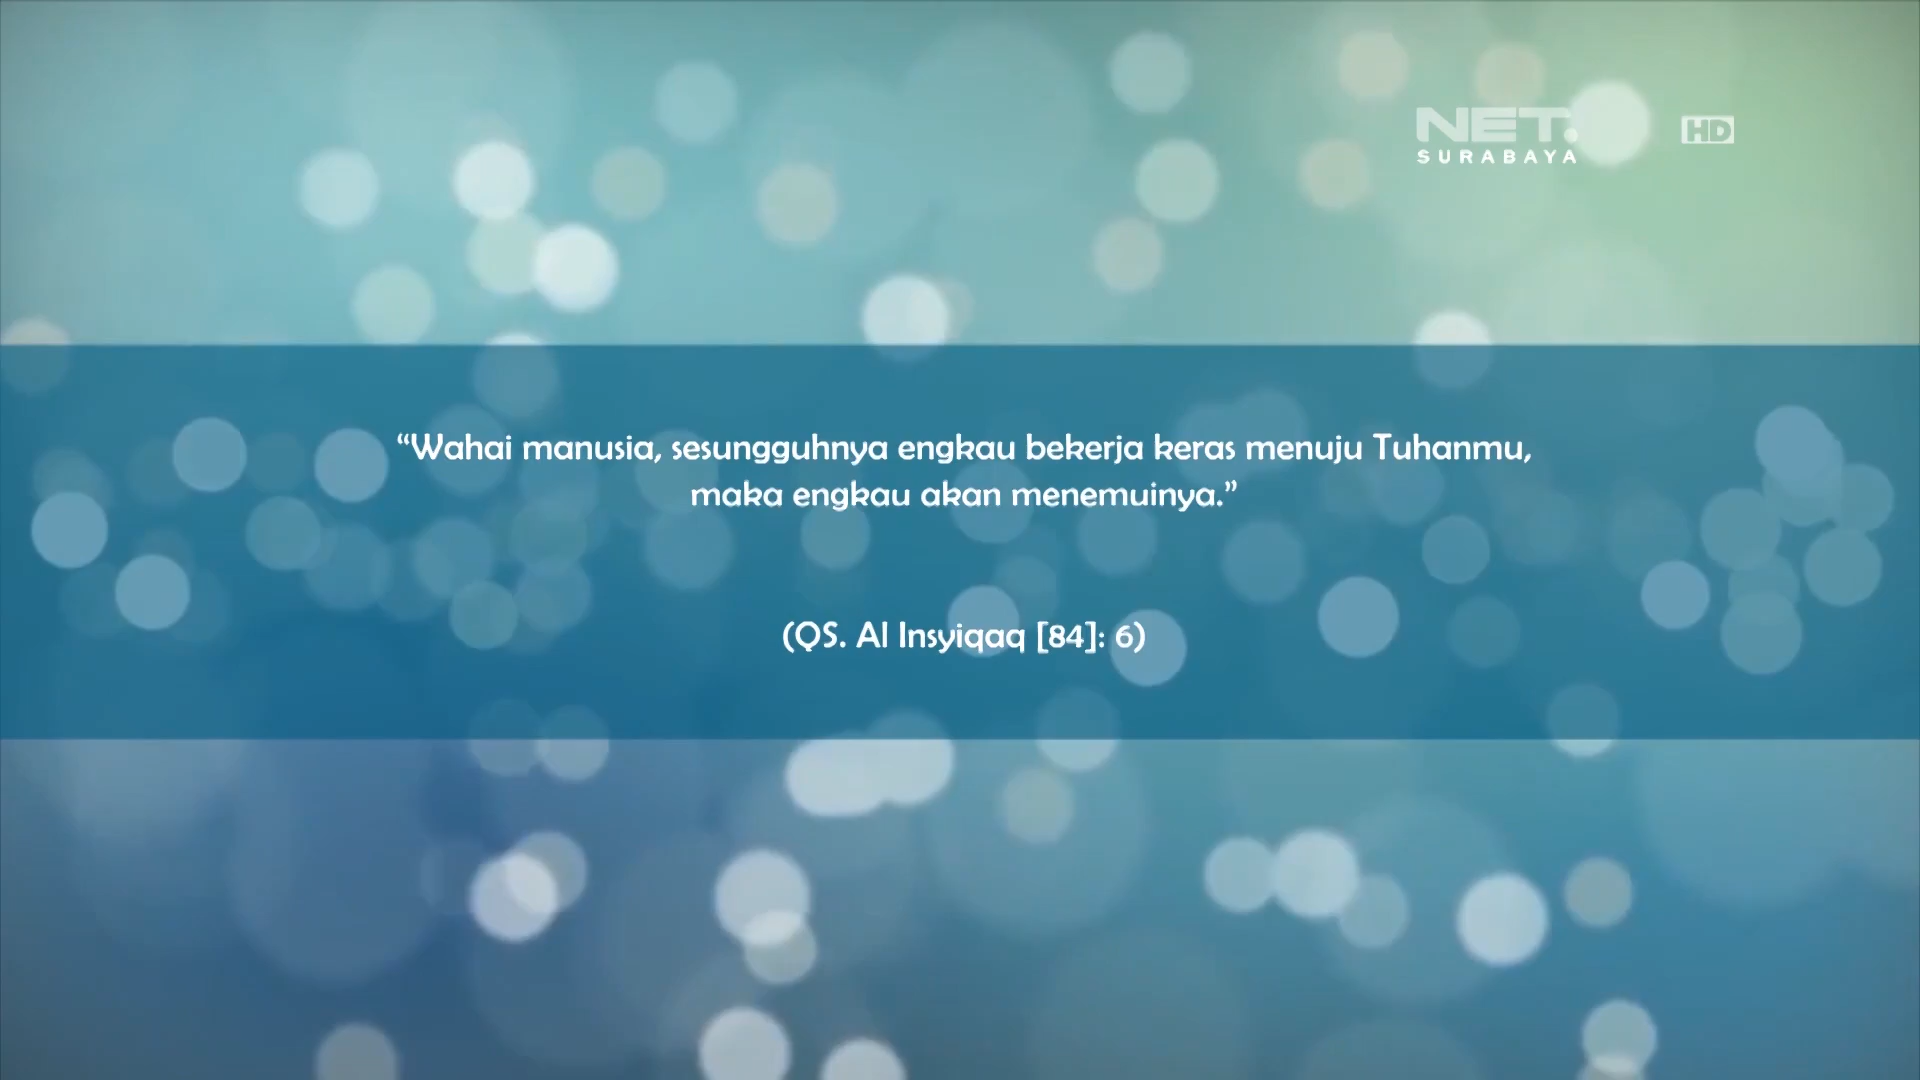 NET.
SURABAYA
HD
“Wahai manusia, sesungguhnya engkau bekerja keras menuju Tuhanmu,
maka engkau akan menemuinya.”
(QS. Al Insyiqaq [84]: 6)